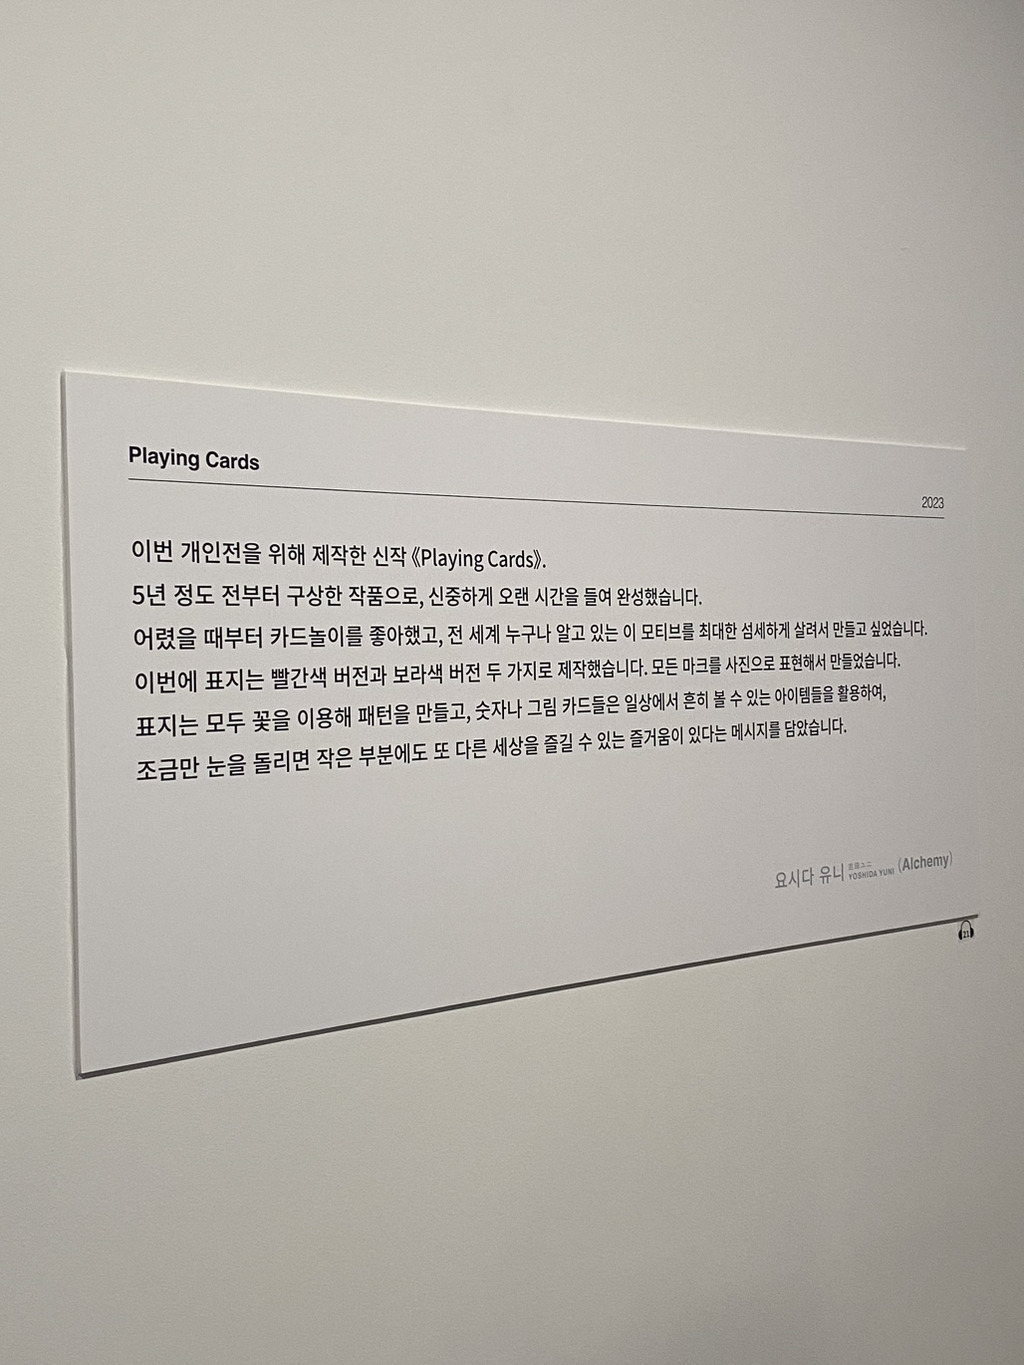 Playing Cards
2023
이번 개인전을 위해 제작한 신작 《Playing Cards》.
5년 정도 전부터 구상한 작품으로, 신중하게 오랜 시간을 들여 완성했습니다.
어렸을 때부터 카드놀이를 좋아했고, 전 세계 누구나 알고 있는 이 모티브를 최대한 섬세하게 살려서 만들고 싶었습니다.
이번에 표지는 빨간색 버전과 보라색 버전 두 가지로 제작했습니다. 모든 마크를 사진으로 표현해서 만들었습니다.
표지는 모두 꽃을 이용해 패턴을 만들고, 숫자나 그림 카드들은 일상에서 흔히 볼 수 있는 아이템들을 활용하여,
조금만 눈을 돌리면 작은 부분에도 또 다른 세상을 즐길 수 있는 즐거움이 있다는 메시지를 담았습니다.
요시다 유니 吉田ユニ YOSHIDA YUNI (Alchemy)
21